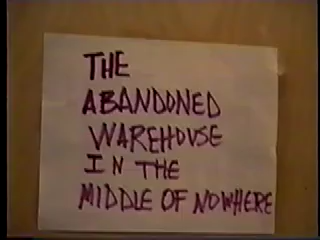 THE
ABANDONED
WAREHOUSE
IN THE
MIDDLE OF NOWHERE